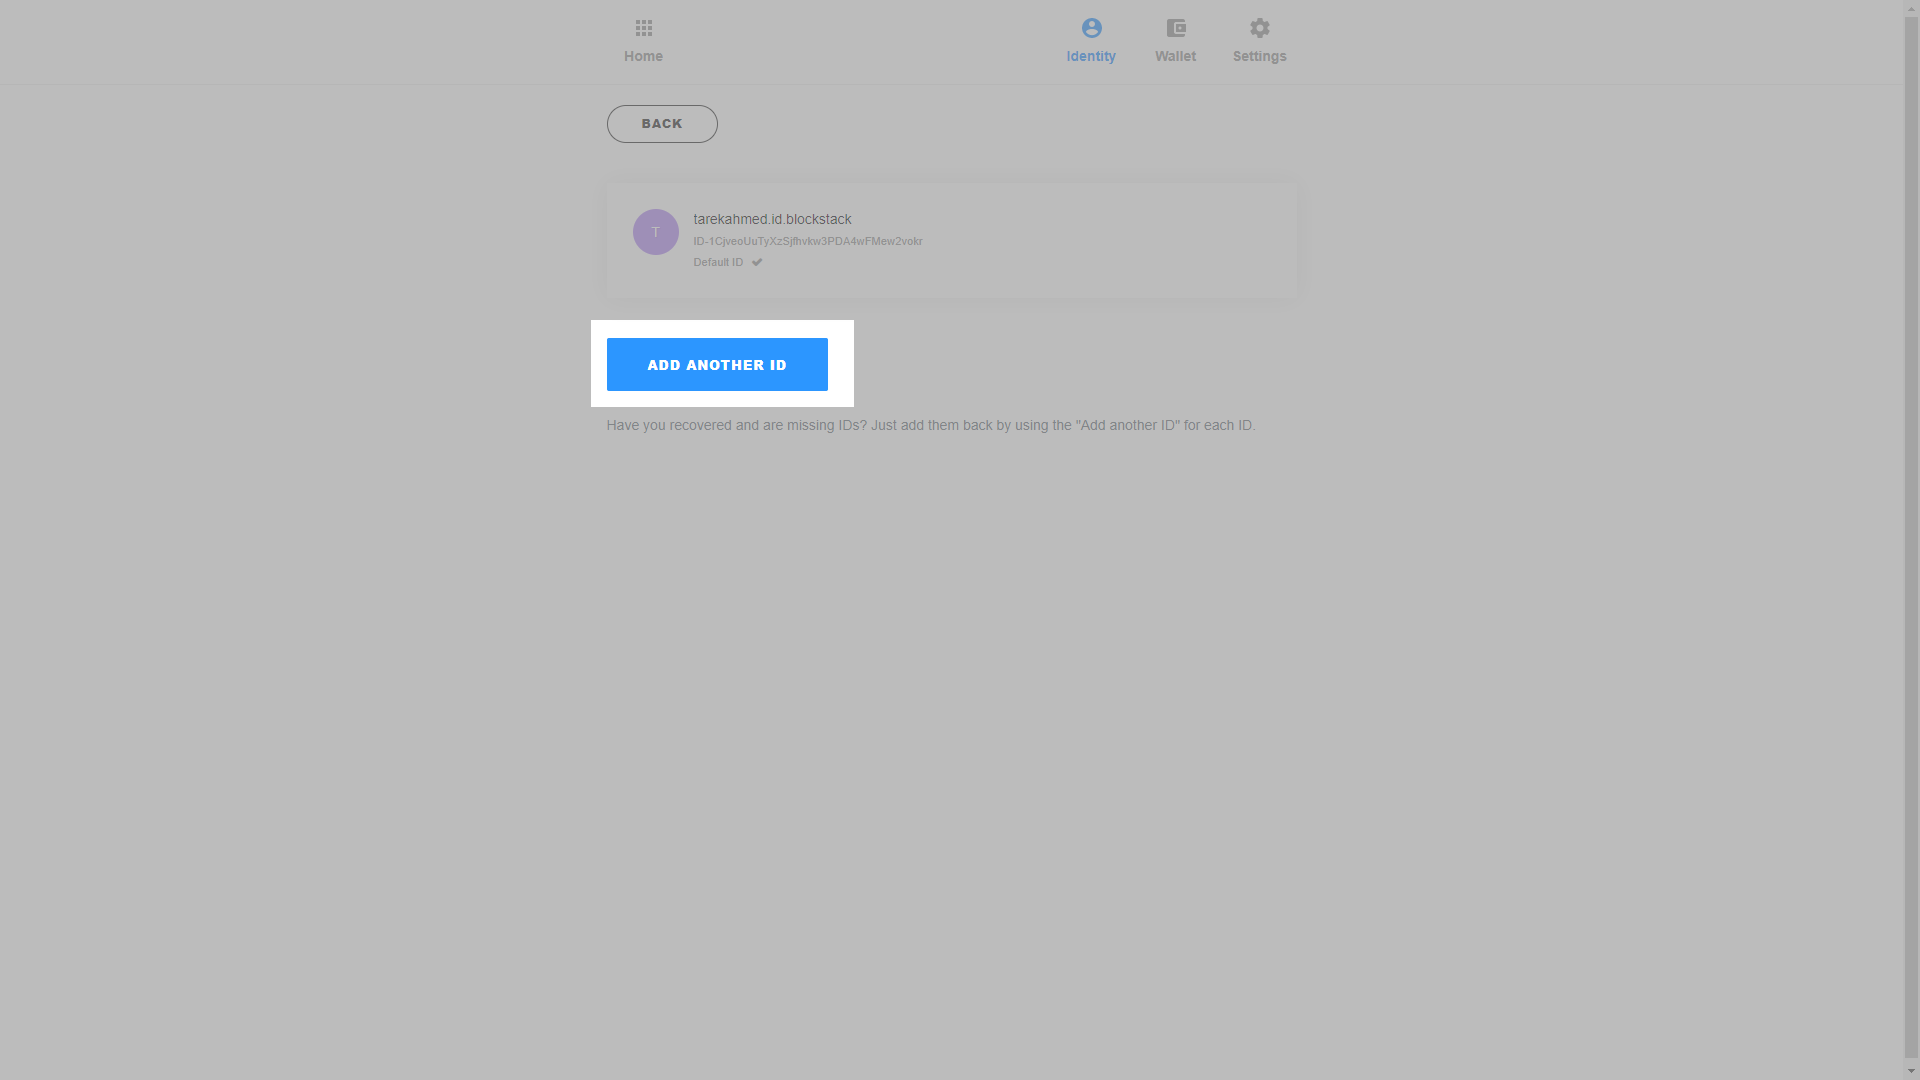 Home
Identity
Wallet
Settings
BACK
T
tarekahmed.id.blockstack
ID-1CjveoUuTyXzSjfhvkw3PDA4wFMew2vokr
Default ID
ADD ANOTHER ID
Have you recovered and are missing IDs? Just add them back by using the "Add another ID" for each ID.